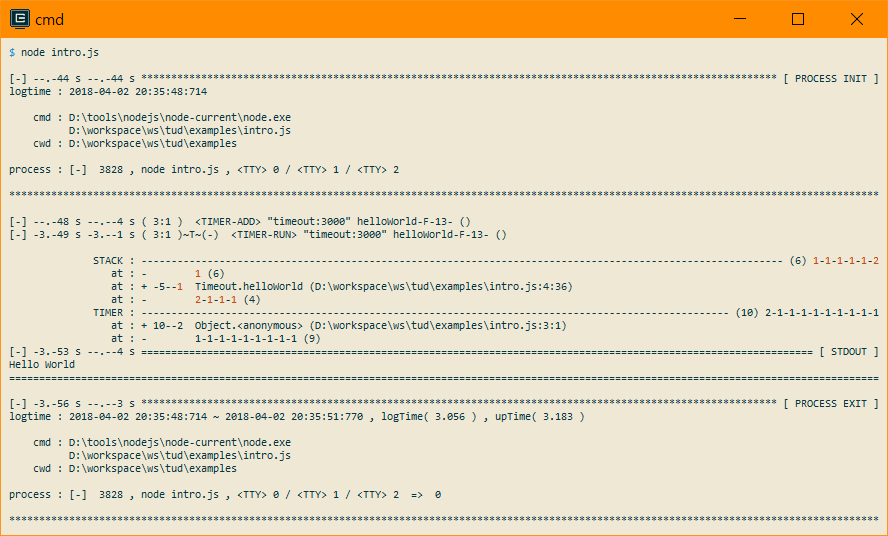 cmd
$ node intro.js
[-] --.-44 s --.-44 s ********************************************************************************************************** [ PROCESS INIT ]
logtime : 2018-04-02 20:35:48:714
cmd : D:\tools\nodejs\node-current\node.exe
D:\workspace\ws\tud\examples\intro.js
cwd : D:\workspace\ws\tud\examples
process : [-]  3828 , node intro.js , <TTY> 0 / <TTY> 1 / <TTY> 2
*************************************************************************************************************************************************
[-] --.-48 s --.--4 s ( 3:1 )  <TIMER-ADD> "timeout:3000" helloWorld-F-13- ()
[-] -3.-49 s -3.--1 s ( 3:1 )~T~(-)  <TIMER-RUN> "timeout:3000" helloWorld-F-13- ()
STACK : ----------------------------------------------------------------------------------------------------------- (6) 1-1-1-1-1-2
at : -        1 (6)
at : + -5--1  Timeout.helloWorld (D:\workspace\ws\tud\examples\intro.js:4:36)
at : -        2-1-1-1 (4)
TIMER : -------------------------------------------------------------------------------------------------- (10) 2-1-1-1-1-1-1-1-1-1
at : + 10--2  Object.<anonymous> (D:\workspace\ws\tud\examples\intro.js:3:1)
at : -        1-1-1-1-1-1-1-1-1 (9)
[-] -3.-53 s --.--4 s ================================================================================================================ [ STDOUT ]
Hello World
=================================================================================================================================================
[-] -3.-56 s --.--3 s ********************************************************************************************************** [ PROCESS EXIT ]
logtime : 2018-04-02 20:35:48:714 ~ 2018-04-02 20:35:51:770 , logTime( 3.056 ) , upTime( 3.183 )
cmd : D:\tools\nodejs\node-current\node.exe
D:\workspace\ws\tud\examples\intro.js
cwd : D:\workspace\ws\tud\examples
process : [-]  3828 , node intro.js , <TTY> 0 / <TTY> 1 / <TTY> 2  =>  0
*************************************************************************************************************************************************